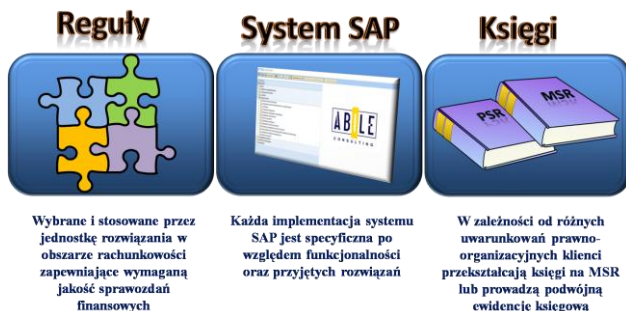 Reguły
System SAP
Księgi
ABLE
CONSULTING
PSR
MSR
Wybrane i stosowane przez
jednostkę rozwiązania w
obszarze rachunkowości
zapewniające wymaganą
jakość sprawozdań
finansowych
Każda implementacja systemu
SAP jest specyficzna po
względem funkcjonalności
oraz przyjętych rozwiązań
W zależności od różnych
uwarunkowań prawno-
organizacyjnych klienci
przekształcają księgi na MSR
lub prowadzą podwójną
ewidencję księgową